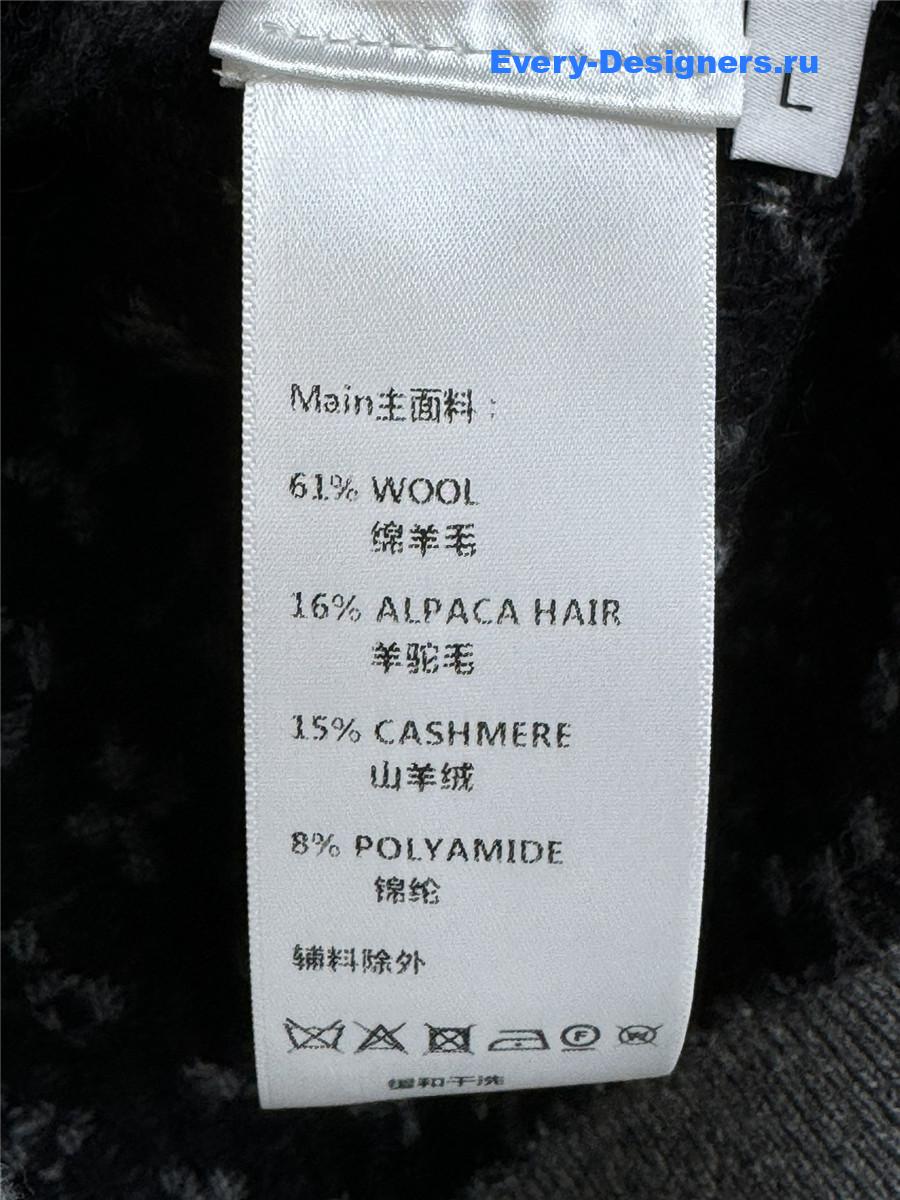 Every-Designers.ru
L
Main主面料：
61% WOOL
绵羊毛
16% ALPACA HAIR
羊驼毛
15% CASHMERE
山羊绒
8% POLYAMIDE
锦纶
辅料除外
F W
缓和干洗